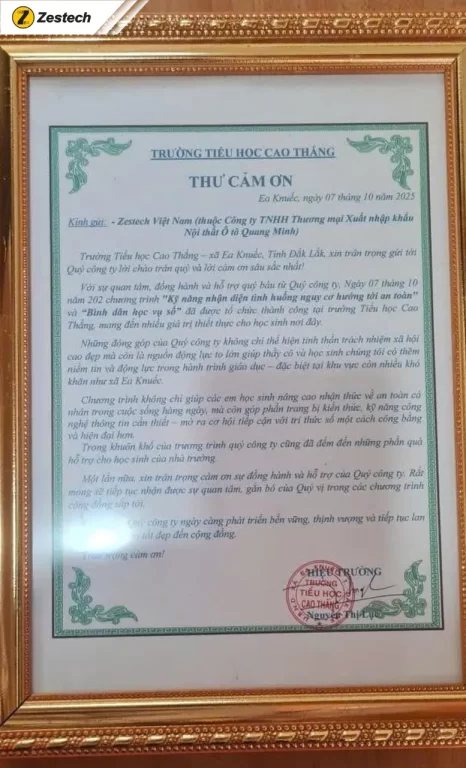 Zestech
TRƯỜNG TIỂU HỌC CAO THẮNG
THƯ CẢM ƠN
Ea Knuếc, ngày 07 tháng 10 năm 2025
Kính gửi: - Zestech Việt Nam (thuộc Công ty TNHH Thương mại Xuất nhập khẩu
Nội thất Ô tô Quang Minh)
Trường Tiểu học Cao Thắng – xã Ea Knuếc, Tỉnh Đắk Lắk, xin trân trọng gửi tới
Quý công ty lời chào trân quý và lời cảm ơn sâu sắc nhất!
Với sự quan tâm, đồng hành và hỗ trợ quý báu từ Quý công ty, Ngày 07 tháng
10 năm 202 chương trình "Kỹ năng nhận diện tình huống nguy cơ hướng tới an toàn"
và "Bình dân học vụ số" đã được tổ chức thành công tại trường Tiểu học Cao
Thắng, mang đến nhiều giá trị thiết thực cho học sinh nơi đây.
Những đóng góp của Quý công ty không chỉ thể hiện tinh thần trách nhiệm xã hội
cao đẹp mà còn là nguồn động lực to lớn giúp thầy cô và học sinh chúng tôi có thêm
niềm tin và động lực trong hành trình giáo dục – đặc biệt tại khu vực còn nhiều khó
khăn như xã Ea Knuếc.
Chương trình không chỉ giúp các em học sinh nâng cao nhận thức về an toàn cá
nhân trong cuộc sống hàng ngày, mà còn góp phần trang bị kiến thức, kỹ năng công
nghệ thông tin cần thiết – mở ra cơ hội tiếp cận với tri thức số một cách công bằng
và hiện đại hơn.
Trong khuôn khổ của trương trình quý công ty cũng đã đêm đến những phần quà
hỗ trợ cho học sinh của nhà trường.
Một lần nữa, xin trân trọng cảm ơn sự đồng hành và hỗ trợ của Quý công ty. Rất
mong sẽ tiếp tục nhận được sự quan tâm, gắn bó của Quý vị trong các chương trình
cộng đồng sắp tới.
Quý công ty ngày càng phát triển bền vững, thịnh vượng và tiếp tục lan
tốt đẹp đến cộng đồng.
Trân trọng cảm ơn!
HIỆU TRƯỞNG
TRƯỜNG
TIỂU HỌC
CAO THẮNG
Nguyễn Thị